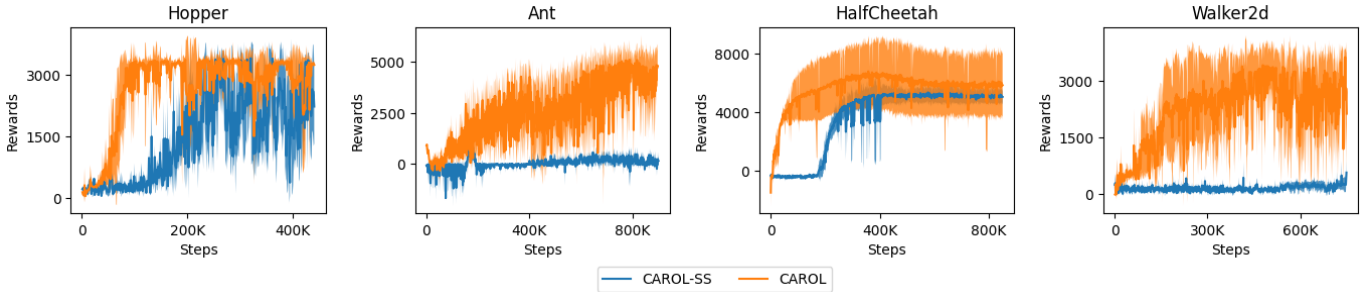 Hopper
Rewards
3000
1500
0
0
200K
400K
Steps
Ant
Rewards
5000
2500
0
0
400K
800K
Steps
HalfCheetah
Rewards
8000
4000
0
0
400K
800K
Steps
Walker2d
Rewards
3000
1500
0
0
300K
600K
Steps
CAROL-SS
CAROL